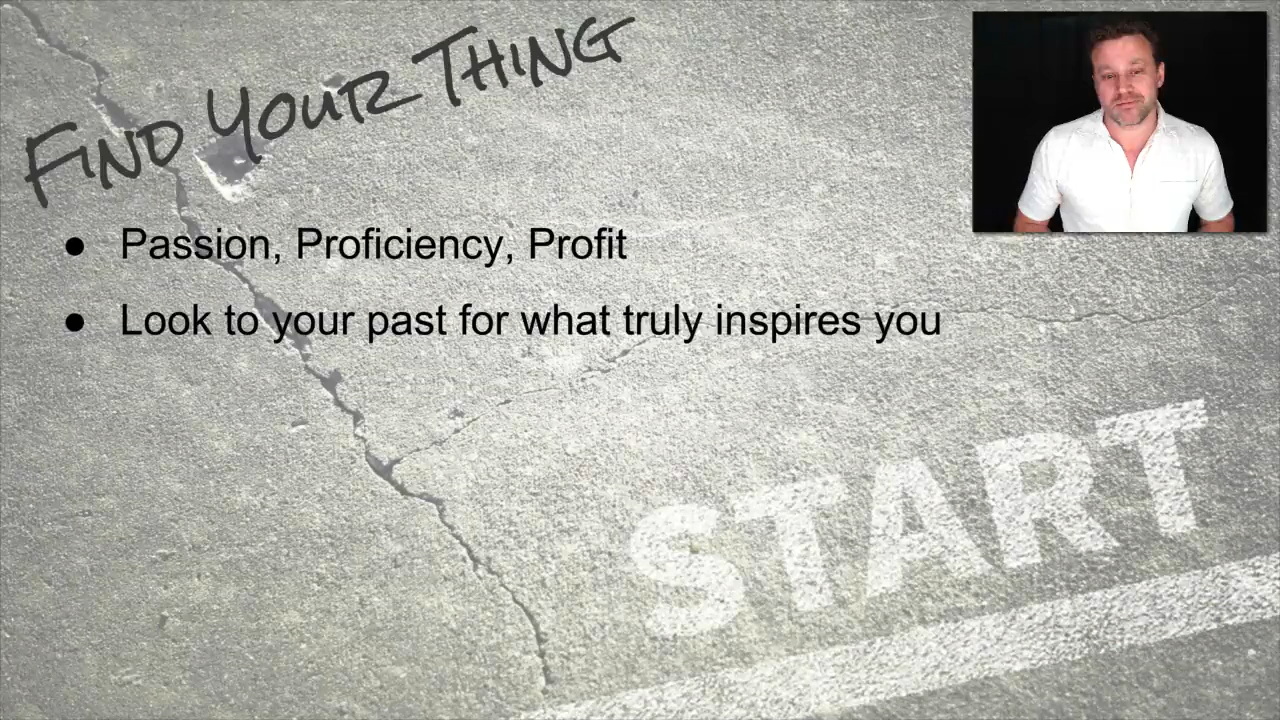 FIND YOUR THING
● Passion, Proficiency, Profit
● Look to your past for what truly inspires you
START